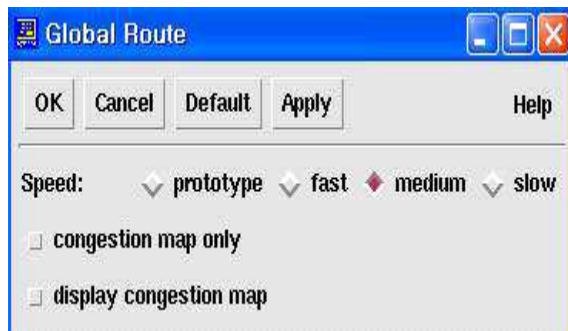 Global Route
OK Cancel Default Apply Help
Speed: prototype fast medium slow
congestion map only
display congestion map